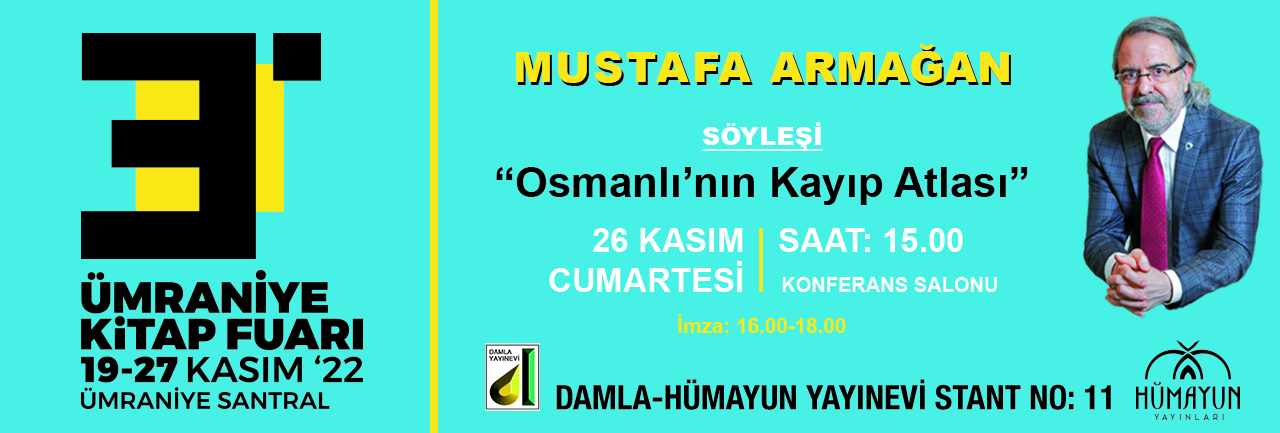 3.
ÜMRANİYE
KiTAP FUARI
19-27 KASIM ‘22
ÜMRANİYE SANTRAL
MUSTAFA ARMAĞAN
SÖYLEŞİ
“Osmanlı’nın Kayıp Atlası”
26 KASIM
CUMARTESİ
SAAT: 15.00
KONFERANS SALONU
İmza: 16.00-18.00
DAMLA
YAYINEVİ
DAMLA-HÜMAYUN YAYINEVİ STANT NO: 11
HÜMAYUN
YAYINLARI